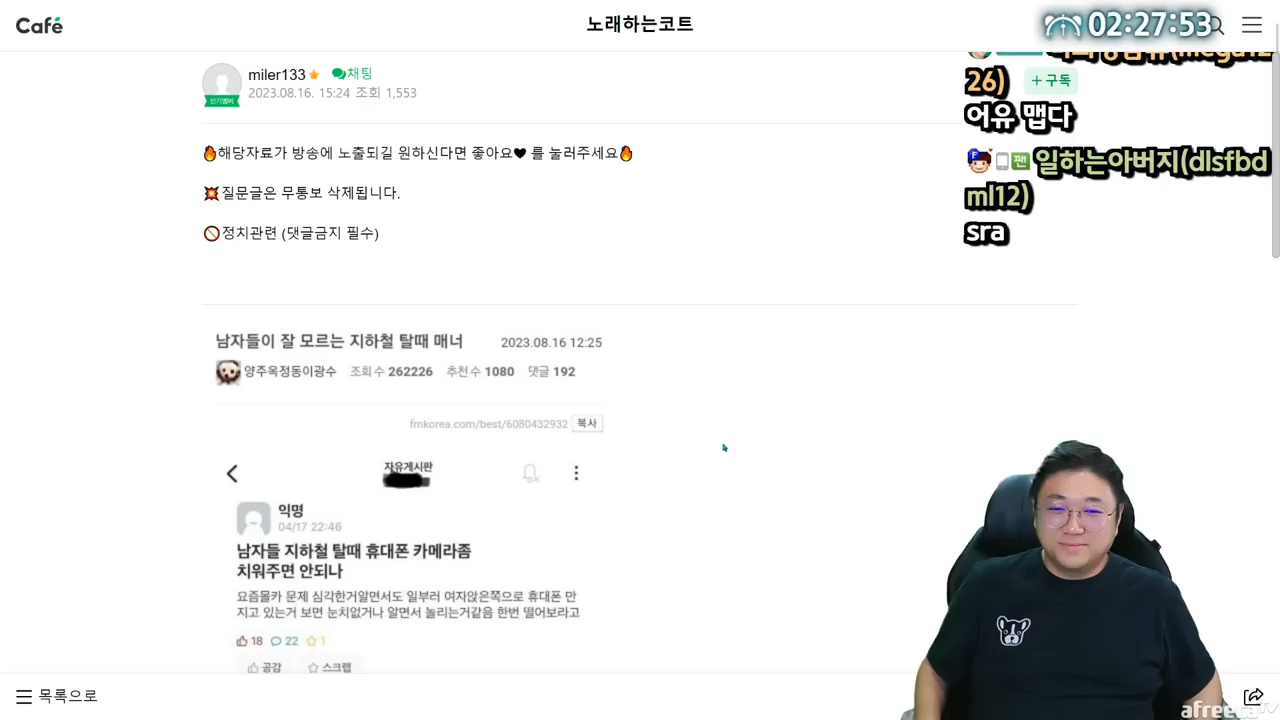 Café
노래하는코트
02:27:53
miler133
채팅
인기멤버
2023.08.16. 15:24 조회 1,553
26)
+ 구독
어유 맵다
일하는아버지(dlsfbd
ml12)
sra
🔥해당자료가 방송에 노출되길 원하신다면 좋아요🖤 를 눌러주세요🔥
💥질문글은 무통보 삭제됩니다.
🚫정치관련 (댓글금지 필수)
남자들이 잘 모르는 지하철 탈때 매너 2023.08.16 12:25
양주옥정동이광수 조회 수 262226 추천 수 1080 댓글 192
fmkorea.com/best/6080432932 복사
자유게시판
익명
04/17 22:46
남자들 지하철 탈때 휴대폰 카메라좀
치워주면 안되나
요즘몰카 문제 심각한거알면서도 일부러 여자앉은쪽으로 휴대폰 만
지고 있는거 보면 눈치없거나 알면서 놀리는거같음 한번 떨어보라고
18 22 1
공감 스크랩
목록으로
afreecaTV